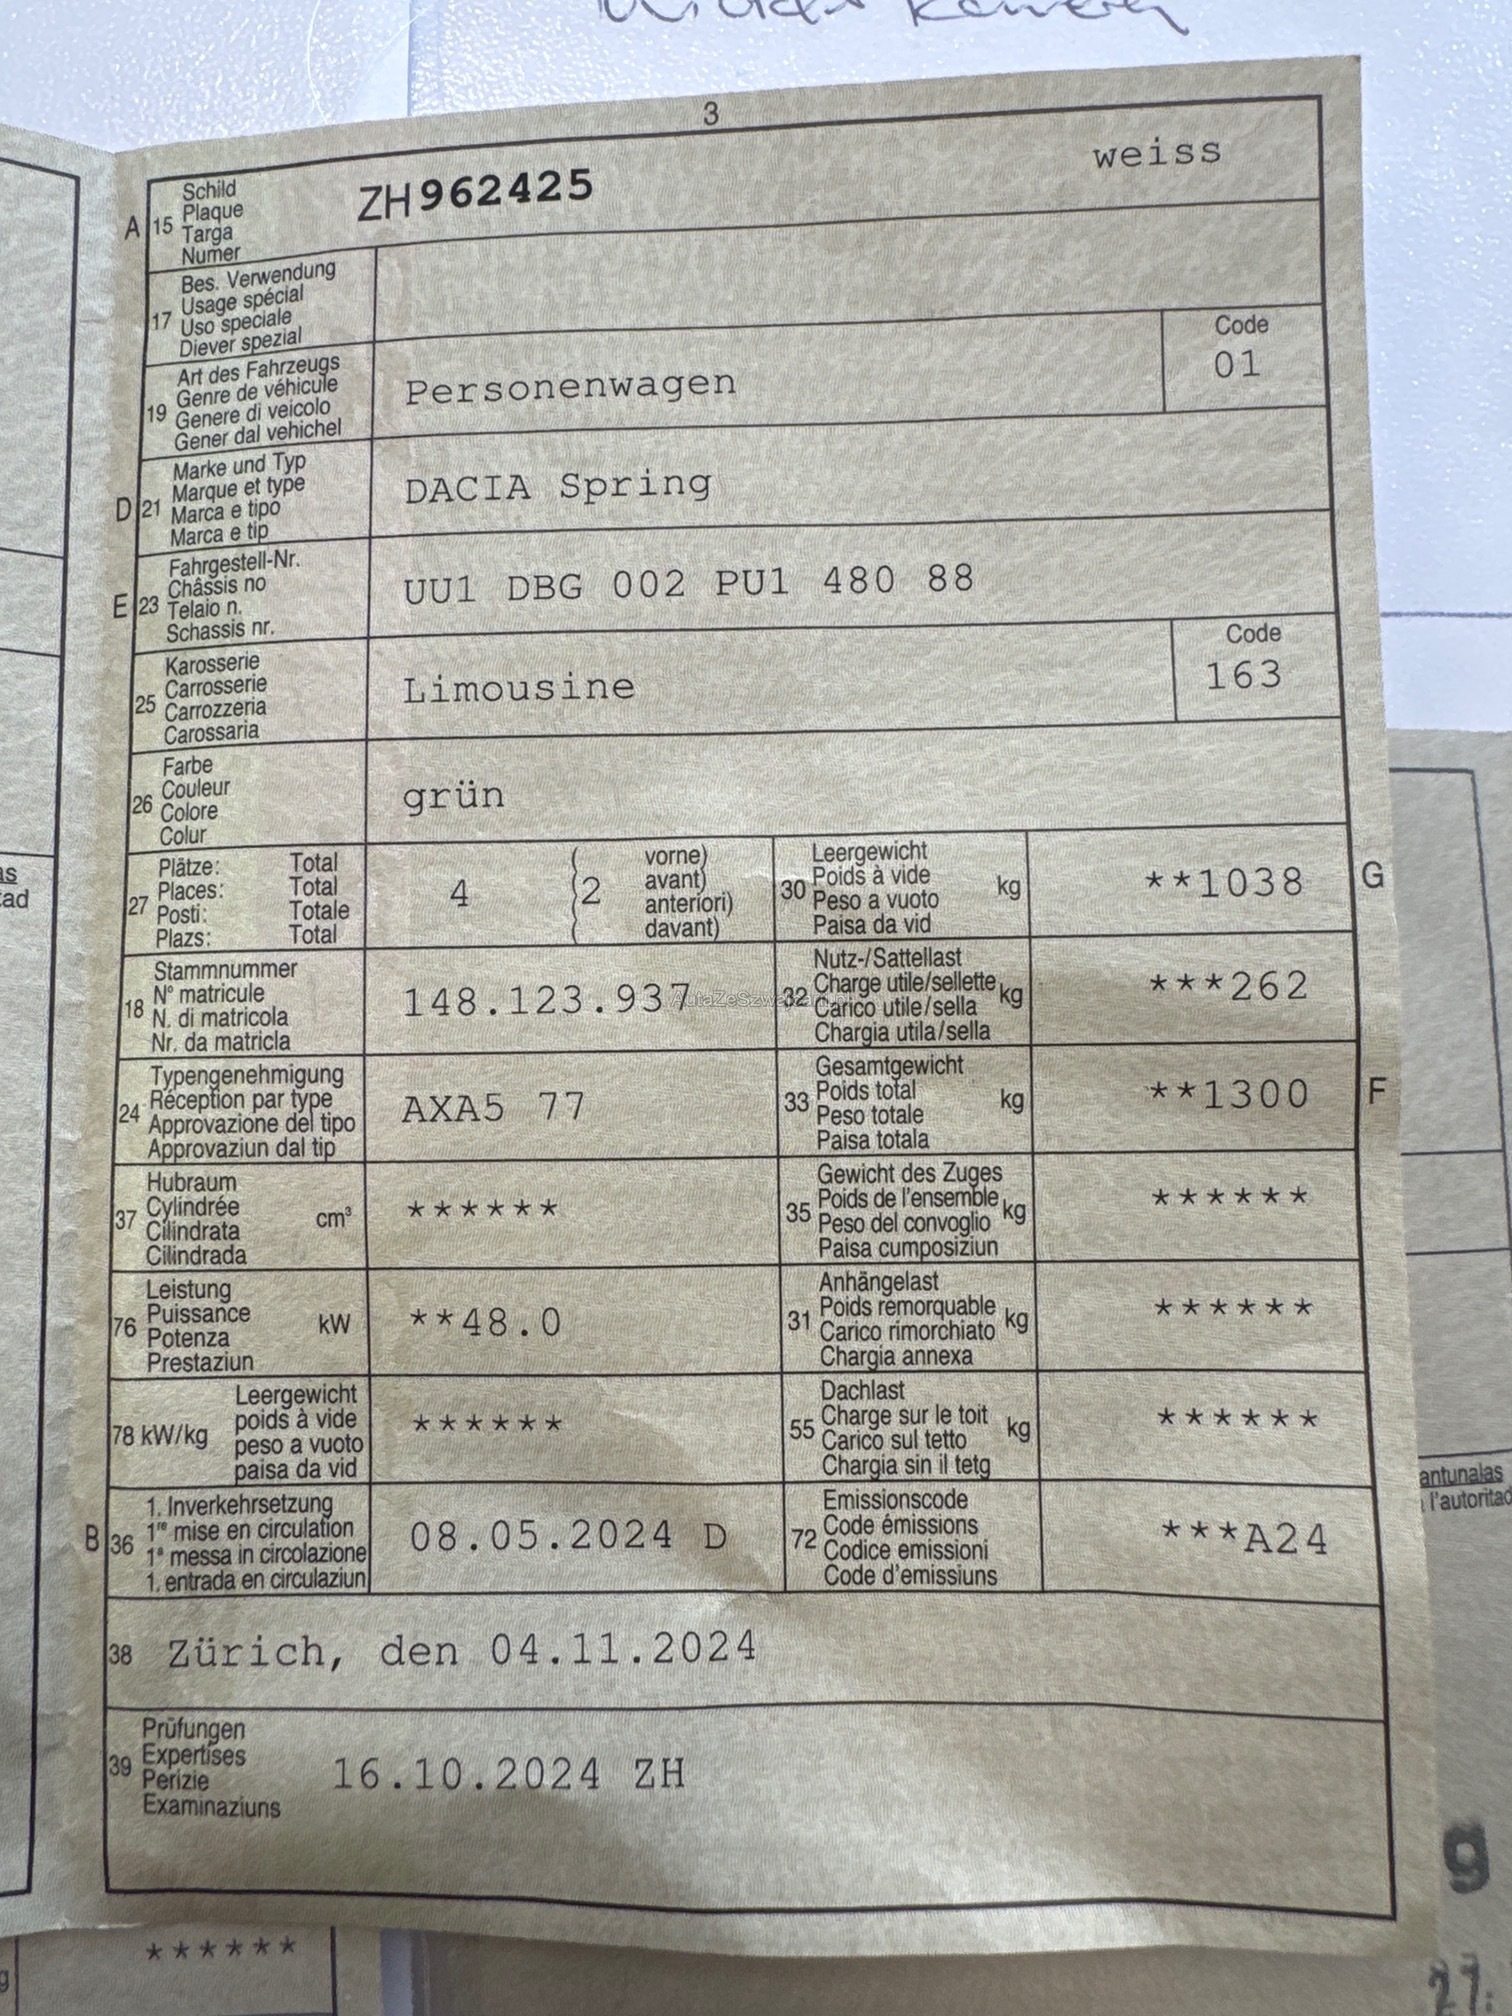 3
A 15 Schild
Plaque
Targa
Numer
ZH 962425
weiss
17 Bes. Verwendung
Usage spécial
Uso speciale
Diever spezial
19 Art des Fahrzeugs
Genre de véhicule
Genere di veicolo
Gener dal vehichel
Personenwagen
Code
01
D 21 Marke und Typ
Marque et type
Marca e tipo
Marca e tip
DACIA Spring
E 23 Fahrgestell-Nr.
Châssis no
Telaio n.
Schassis nr.
UU1 DBG 002 PU1 480 88
25 Karosserie
Carrosserie
Carrozzeria
Carossaria
Limousine
Code
163
26 Farbe
Couleur
Colore
Colur
grün
27 Plätze: Total
Places: Total
Posti: Totale
Plazs: Total
4 (2 vorne)
avant)
anteriori)
davant)
30 Leergewicht
Poids à vide
Peso a vuoto
Paisa da vid
kg
**1038
G
18 Stammnummer
N° matricule
N. di matricola
Nr. da matricla
148.123.937
32 Nutz-/Sattellast
Charge utile/sellette
Carico utile/sella
Chargia utila/sella
kg
***262
24 Typengenehmigung
Réception par type
Approvazione del tipo
Approvaziun dal tip
AXA5 77
33 Gesamtgewicht
Poids total
Peso totale
Paisa totala
kg
**1300
F
37 Hubraum
Cylindrée
Cilindrata
Cilindrada
cm³
******
35 Gewicht des Zuges
Poids de l'ensemble
Peso del convoglio
Paisa cumposiziun
kg
******
76 Leistung
Puissance
Potenza
Prestaziun
kW
**48.0
31 Anhängelast
Poids remorquable
Carico rimorchiato
Chargia annexa
kg
******
78 kW/kg Leergewicht
poids à vide
peso a vuoto
paisa da vid
******
55 Dachlast
Charge sur le toit
Carico sul tetto
Chargia sin il tetg
kg
******
B 36 1. Inverkehrsetzung
1re mise en circulation
1a messa in circolazione
1. entrada en circulaziun
08.05.2024 D
72 Emissionscode
Code émissions
Codice emissioni
Code d'emissiuns
***A24
38 Zürich, den 04.11.2024
39 Prüfungen
Expertises
Perizie
Examinaziuns
16.10.2024 ZH
antunalas
l'autoritad
g
27.
******